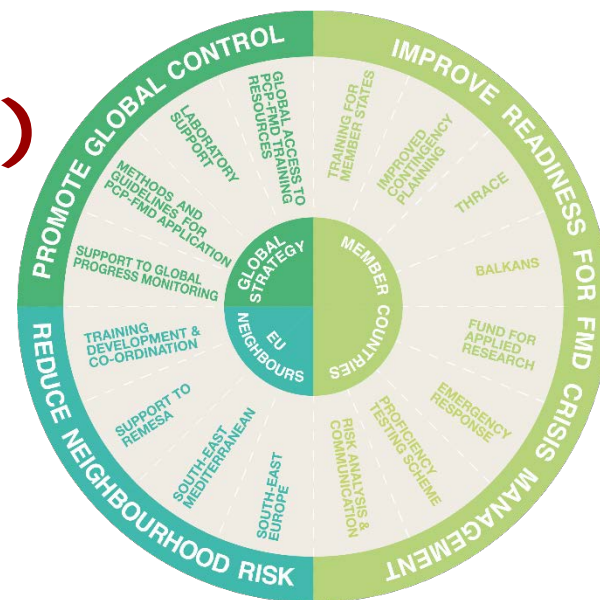 )
PROMOTE GLOBAL CONTROL
IMPROVE READINESS FOR FMD CRISIS MANAGEMENT
REDUCE NEIGHBOURHOOD RISK
GLOBAL
STRATEGY
MEMBER COUNTRIES
EU
NEIGHBOURS
SUPPORT TO GLOBAL
PROGRESS MONITORING
METHODS AND
GUIDELINES FOR
PCP-FMD APPLICATION
LABORATORY
SUPPORT
GLOBAL ACCESS TO
PCP-FMD TRAINING
RESOURCES
TRAINING FOR
MEMBER STATES
IMPROVED
CONTINGENCY
PLANNING
THRACE
BALKANS
FUND FOR
APPLIED
RESEARCH
EMERGENCY
RESPONSE
PROFICIENCY
TESTING SCHEME
RISK ANALYSIS &
COMMUNICATION
SOUTH-EAST
EUROPE
SOUTH-EAST
MEDITERRANEAN
SUPPORT TO
REMESA
TRAINING
DEVELOPMENT &
CO-ORDINATION